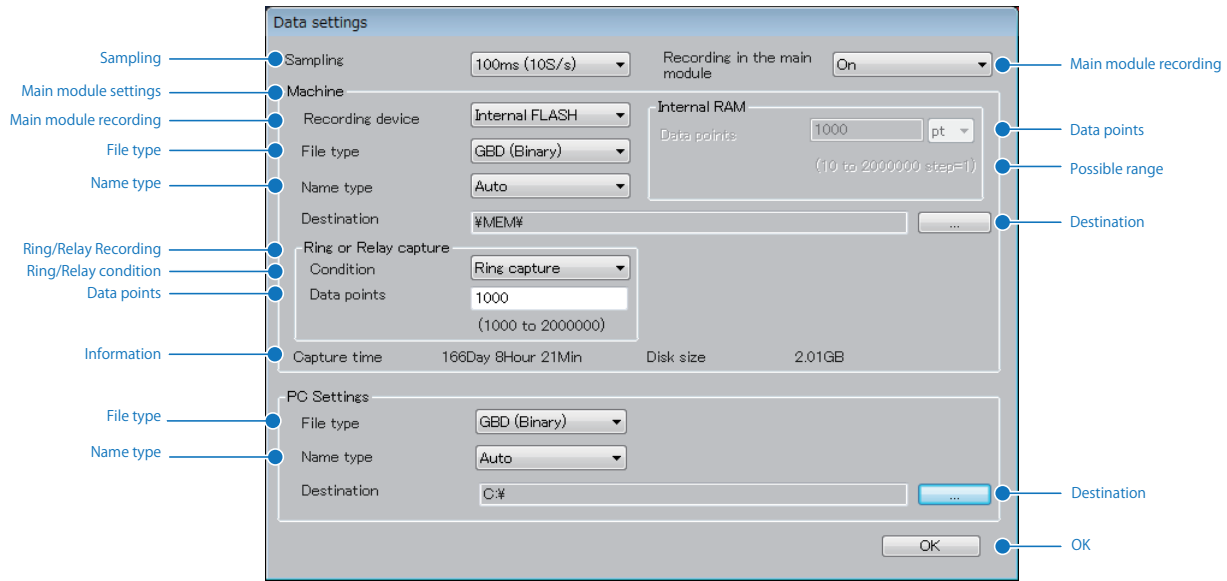 Data settings
Sampling
Sampling
100ms (10S/s)
Recording in the main
module
On
Main module recording
Main module settings
Machine
Main module recording
Recording device
Internal FLASH
Internal RAM
Data points
1000
pt
Data points
File type
File type
GBD (Binary)
(10 to 2000000 step=1)
Possible range
Name type
Name type
Auto
Destination
¥MEM¥
...
Destination
Ring/Relay Recording
Ring or Relay capture
Ring/Relay condition
Condition
Ring capture
Data points
Data points
1000
(1000 to 2000000)
Information
Capture time
166Day 8Hour 21Min
Disk size
2.01GB
PC Settings
File type
File type
GBD (Binary)
Name type
Name type
Auto
Destination
C:¥
...
Destination
OK
OK